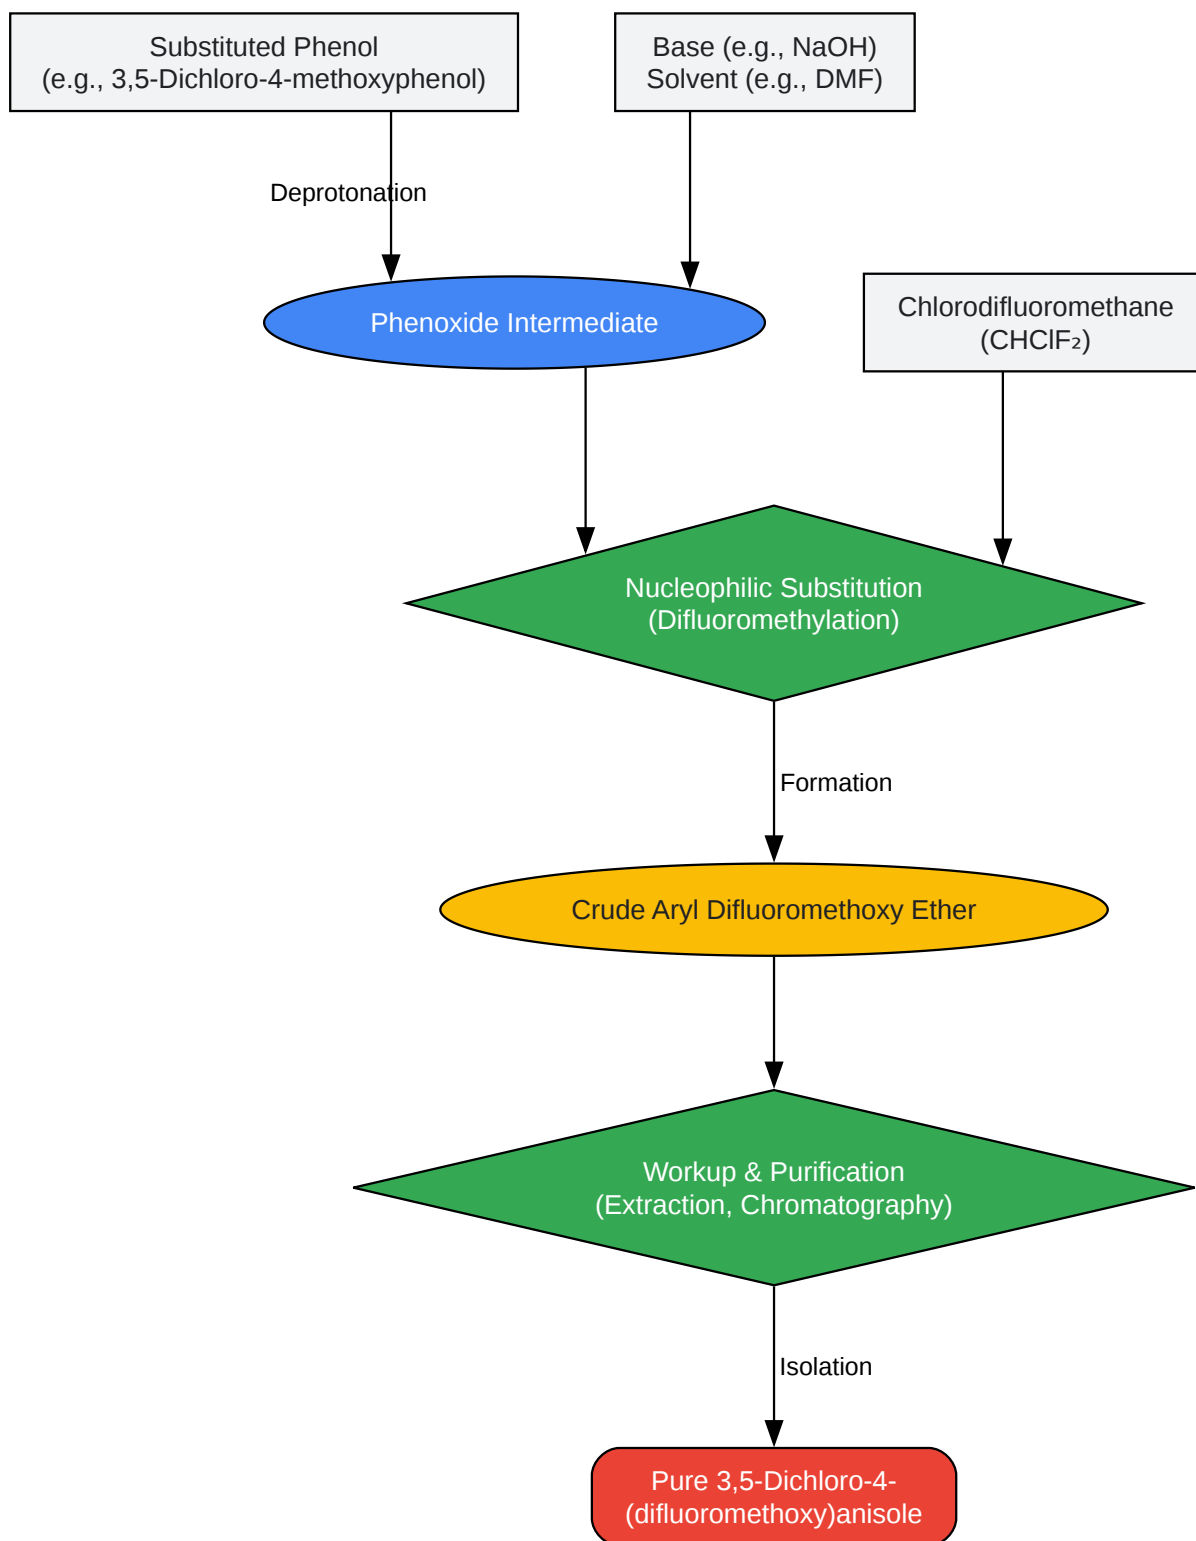 Substituted Phenol
(e.g., 3,5-Dichloro-4-methoxyphenol)
Base (e.g., NaOH)
Solvent (e.g., DMF)
Deprotonation
Phenoxide Intermediate
Chlorodifluoromethane
(CHClF₂)
Nucleophilic Substitution
(Difluoromethylation)
Formation
Crude Aryl Difluoromethoxy Ether
Workup & Purification
(Extraction, Chromatography)
Isolation
Pure 3,5-Dichloro-4-
(difluoromethoxy)anisole